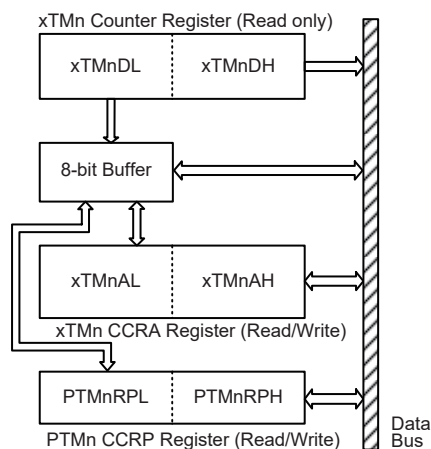 xTMn Counter Register (Read only)
xTMnDL xTMnDH
8-bit Buffer
xTMnAL xTMnAH
xTMn CCRA Register (Read/Write)
PTMnRPL PTMnRPH
PTMn CCRP Register (Read/Write)
Data
Bus